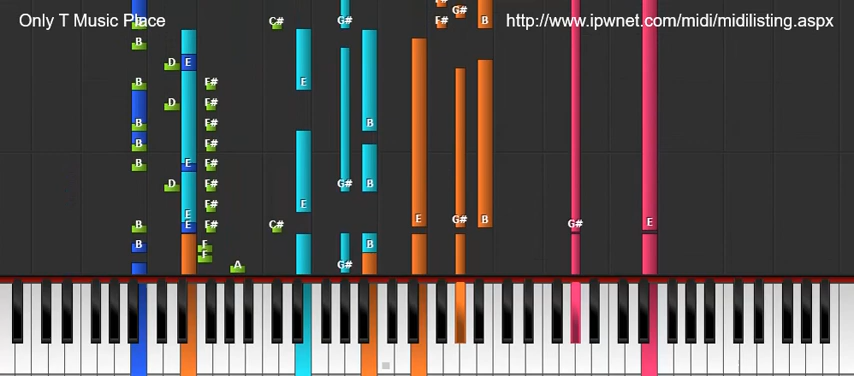 Only T Music Place http://www.ipwnet.com/midi/midilisting.aspx
B C# G# F# G# B
B
D E
B F# E
D F#
B F# B
B F#
B E F#
D F# G# B
E F# E
E E G# B
B E F# C# G# E
B F B
F
A G#